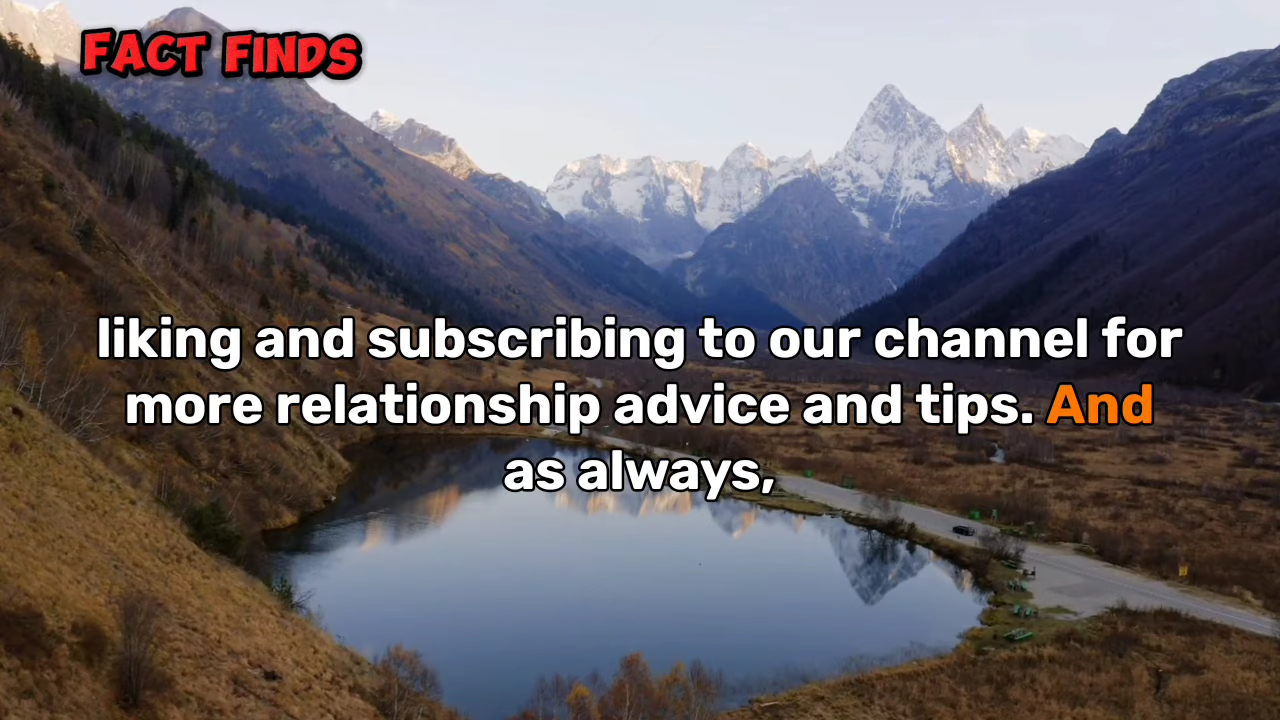 FACT FINDS
liking and subscribing to our channel for
more relationship advice and tips. And
as always,